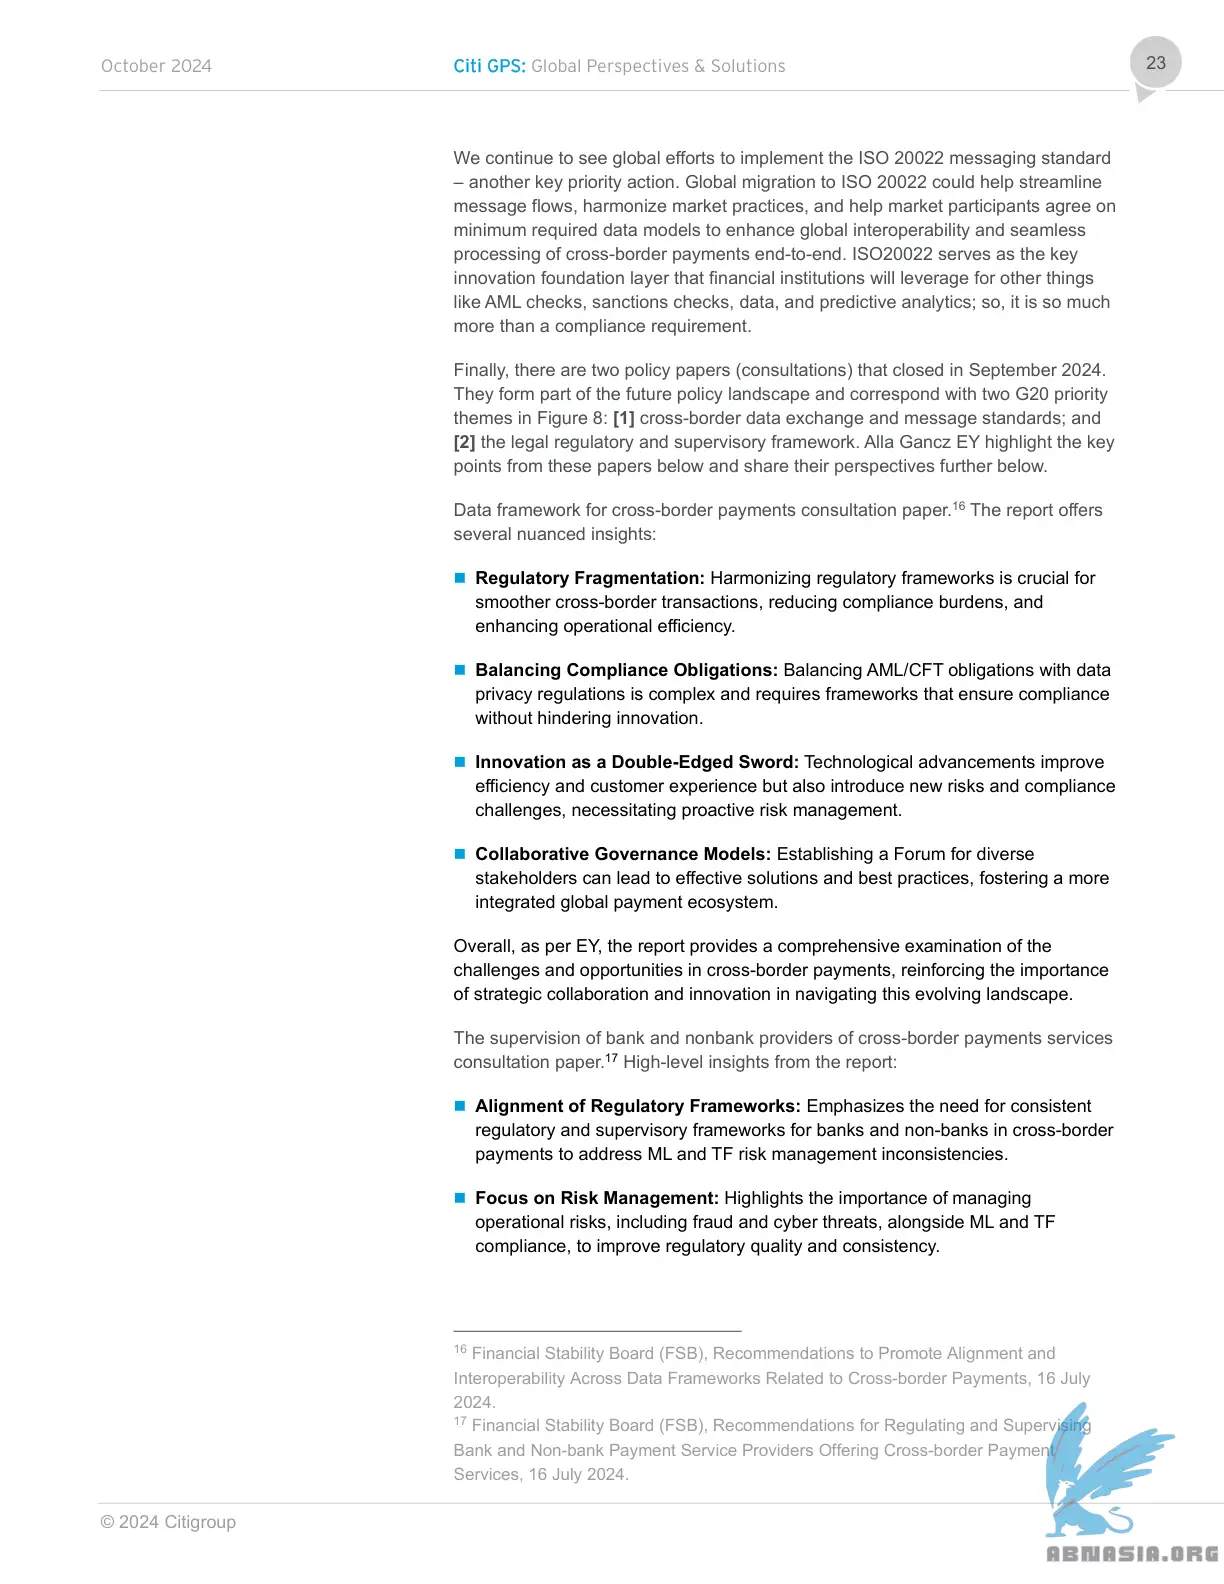 October 2024
Citi GPS: Global Perspectives & Solutions
23
We continue to see global efforts to implement the ISO 20022 messaging standard
– another key priority action. Global migration to ISO 20022 could help streamline
message flows, harmonize market practices, and help market participants agree on
minimum required data models to enhance global interoperability and seamless
processing of cross-border payments end-to-end. ISO20022 serves as the key
innovation foundation layer that financial institutions will leverage for other things
like AML checks, sanctions checks, data, and predictive analytics; so, it is so much
more than a compliance requirement.
Finally, there are two policy papers (consultations) that closed in September 2024.
They form part of the future policy landscape and correspond with two G20 priority
themes in Figure 8: [1] cross-border data exchange and message standards; and
[2] the legal regulatory and supervisory framework. Alla Gancz EY highlight the key
points from these papers below and share their perspectives further below.
Data framework for cross-border payments consultation paper.16 The report offers
several nuanced insights:
Regulatory Fragmentation: Harmonizing regulatory frameworks is crucial for
smoother cross-border transactions, reducing compliance burdens, and
enhancing operational efficiency.
Balancing Compliance Obligations: Balancing AML/CFT obligations with data
privacy regulations is complex and requires frameworks that ensure compliance
without hindering innovation.
Innovation as a Double-Edged Sword: Technological advancements improve
efficiency and customer experience but also introduce new risks and compliance
challenges, necessitating proactive risk management.
Collaborative Governance Models: Establishing a Forum for diverse
stakeholders can lead to effective solutions and best practices, fostering a more
integrated global payment ecosystem.
Overall, as per EY, the report provides a comprehensive examination of the
challenges and opportunities in cross-border payments, reinforcing the importance
of strategic collaboration and innovation in navigating this evolving landscape.
The supervision of bank and nonbank providers of cross-border payments services
consultation paper.17 High-level insights from the report:
Alignment of Regulatory Frameworks: Emphasizes the need for consistent
regulatory and supervisory frameworks for banks and non-banks in cross-border
payments to address ML and TF risk management inconsistencies.
Focus on Risk Management: Highlights the importance of managing
operational risks, including fraud and cyber threats, alongside ML and TF
compliance, to improve regulatory quality and consistency.
16 Financial Stability Board (FSB), Recommendations to Promote Alignment and
Interoperability Across Data Frameworks Related to Cross-border Payments, 16 July
2024.
17 Financial Stability Board (FSB), Recommendations for Regulating and Supervising
Bank and Non-bank Payment Service Providers Offering Cross-border Payment
Services, 16 July 2024.
© 2024 Citigroup
ABNASIA.ORG